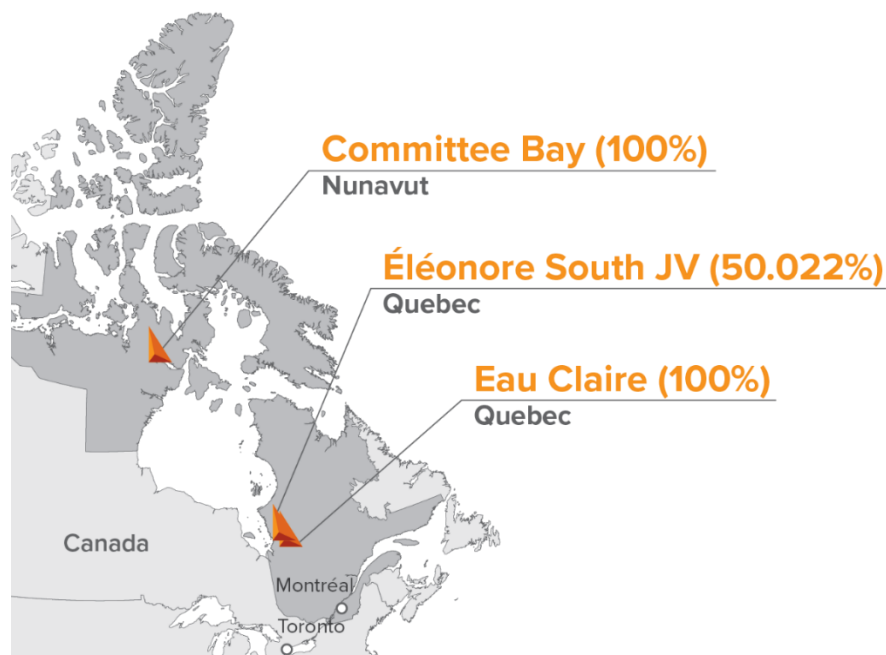 Committee Bay (100%)
Nunavut
Éléonore South JV (50.022%)
Quebec
Eau Claire (100%)
Quebec
Canada
Montréal
Toronto